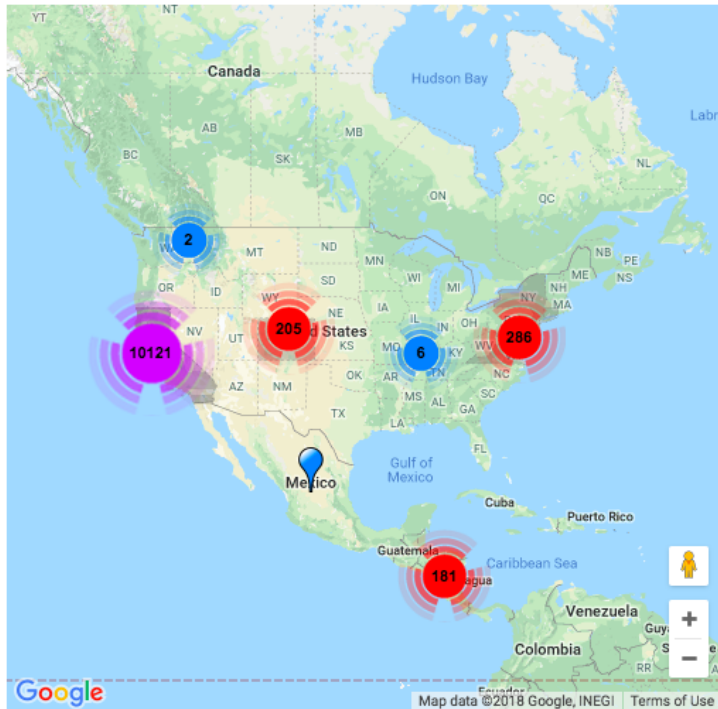 YT
NT
Canada
Hudson Bay
Labr
AB
MB
BC
SK
NL
ON
QC
2
W
MT
ND
MN
NB
PE
NS
ME
OR
ID
SD
WI
MI
NY
NH
MA
WY
IA
NE
IL
IN
OH
10121
NV
UT
205
d States
KS
MO
6
KY
WV
286
AZ
NM
OK
AR
TN
NC
MS
AL
SC
GA
TX
LA
FL
Gulf of
Mexico
Mexico
Cuba
Puerto Rico
Guatemala
Caribbean Sea
181
agua
Venezuela
Guy
S
Colombia
RR
A
Ecuador
+
−
Google
Map data ©2018 Google, INEGI
Terms of Use